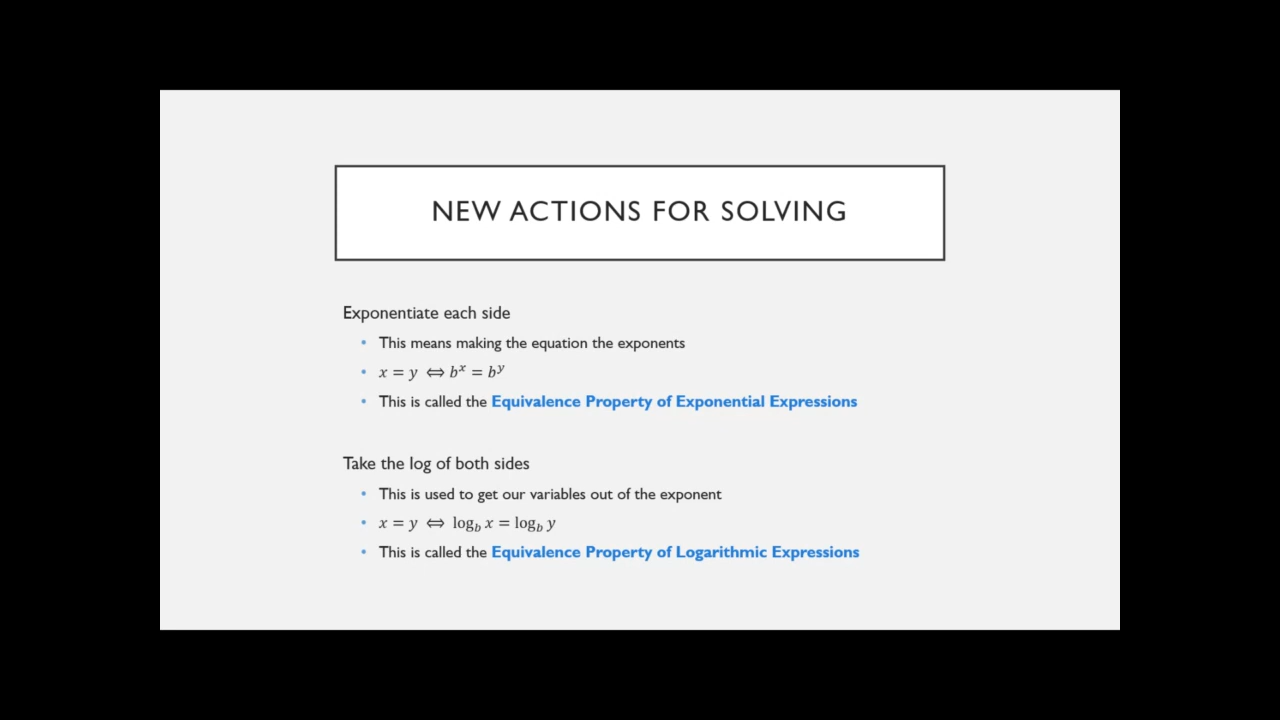 NEW ACTIONS FOR SOLVING
Exponentiate each side
• This means making the equation the exponents
• x = y ⇔ bˣ = bʸ
• This is called the Equivalence Property of Exponential Expressions
Take the log of both sides
• This is used to get our variables out of the exponent
• x = y ⇔ log_b x = log_b y
• This is called the Equivalence Property of Logarithmic Expressions